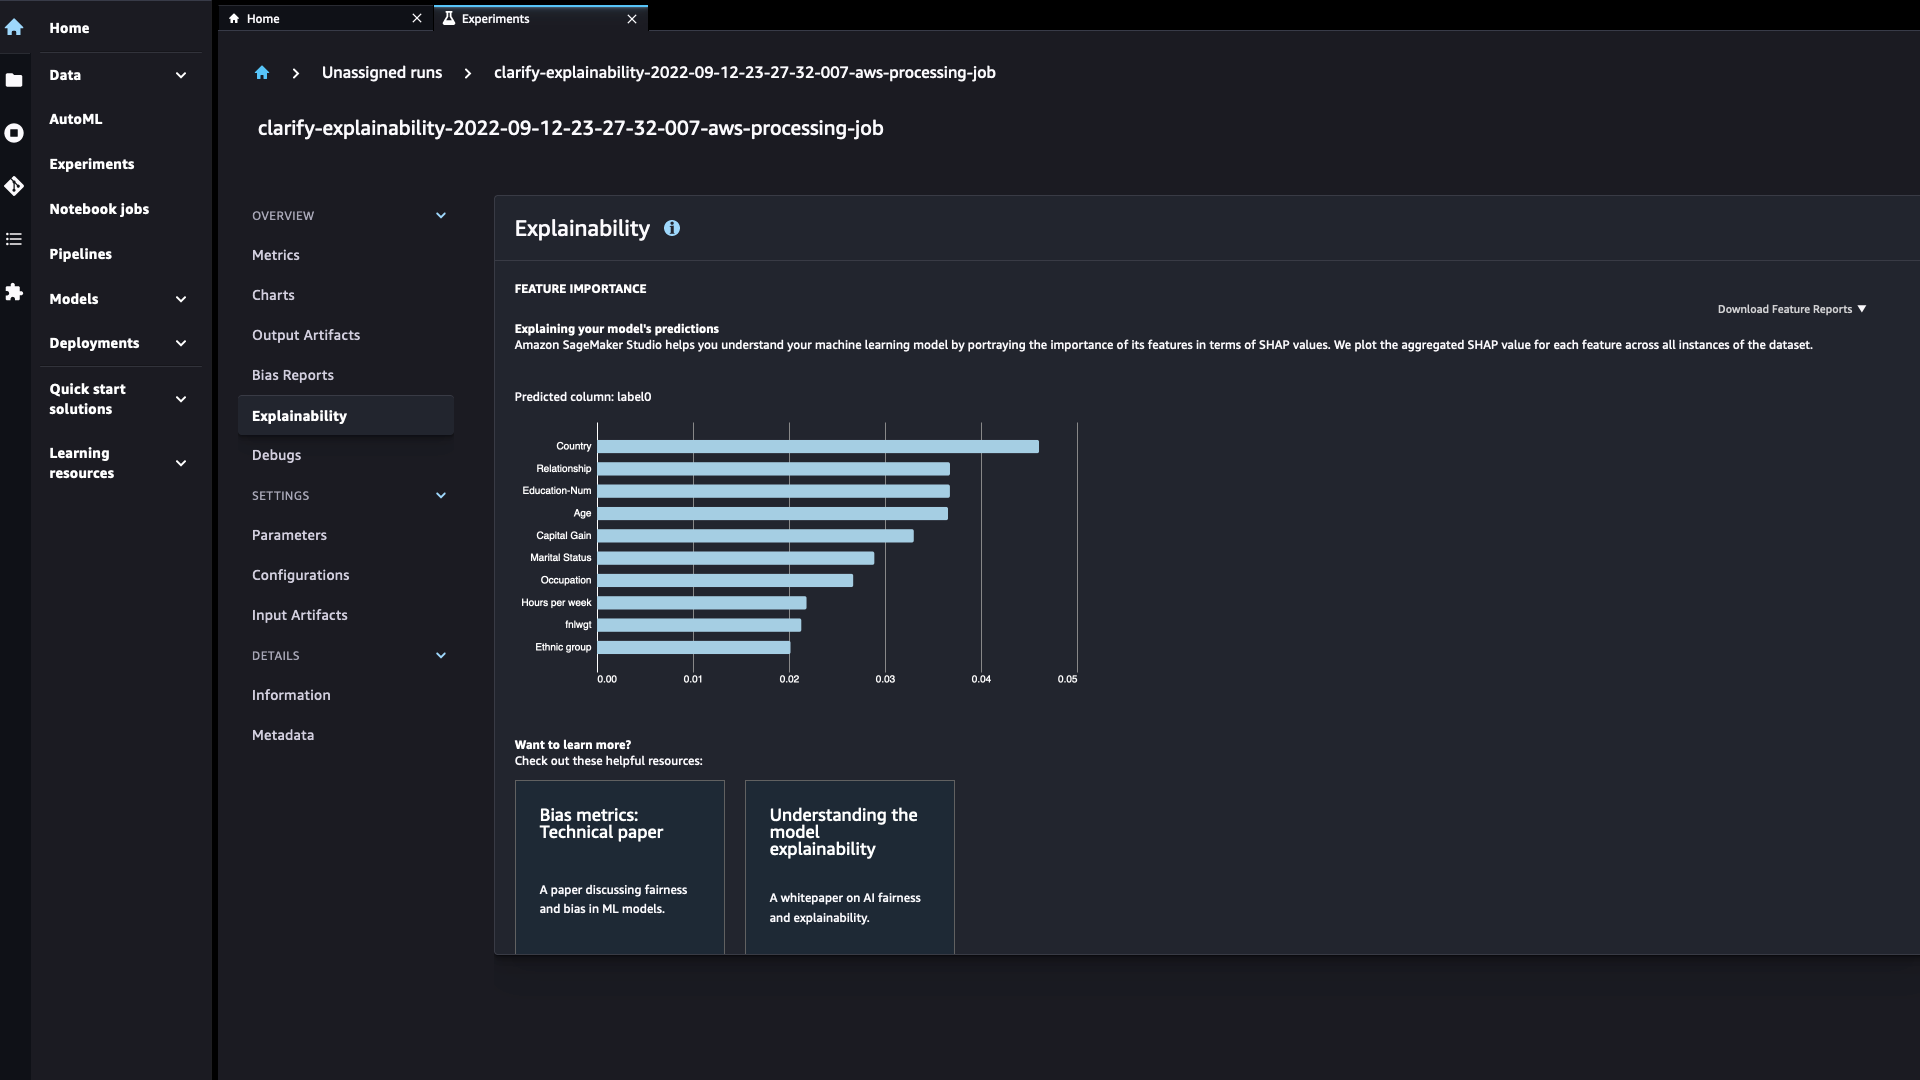 Home
Data
AutoML
Experiments
Notebook jobs
Pipelines
Models
Deployments
Quick start
solutions
Learning
resources
Home
Experiments
Unassigned runs
clarify-explainability-2022-09-12-23-27-32-007-aws-processing-job
clarify-explainability-2022-09-12-23-27-32-007-aws-processing-job
OVERVIEW
Metrics
Charts
Output Artifacts
Bias Reports
Explainability
Debugs
SETTINGS
Parameters
Configurations
Input Artifacts
DETAILS
Information
Metadata
Explainability
FEATURE IMPORTANCE
Download Feature Reports
Explaining your model's predictions
Amazon SageMaker Studio helps you understand your machine learning model by portraying the importance of its features in terms of SHAP values. We plot the aggregated SHAP value for each feature across all instances of the dataset.
Predicted column: label0
Country
Relationship
Education-Num
Age
Capital Gain
Marital Status
Occupation
Hours per week
fnlwgt
Ethnic group
0.00 0.01 0.02 0.03 0.04 0.05
Want to learn more?
Check out these helpful resources:
Bias metrics:
Technical paper
A paper discussing fairness
and bias in ML models.
Understanding the
model
explainability
A whitepaper on AI fairness
and explainability.